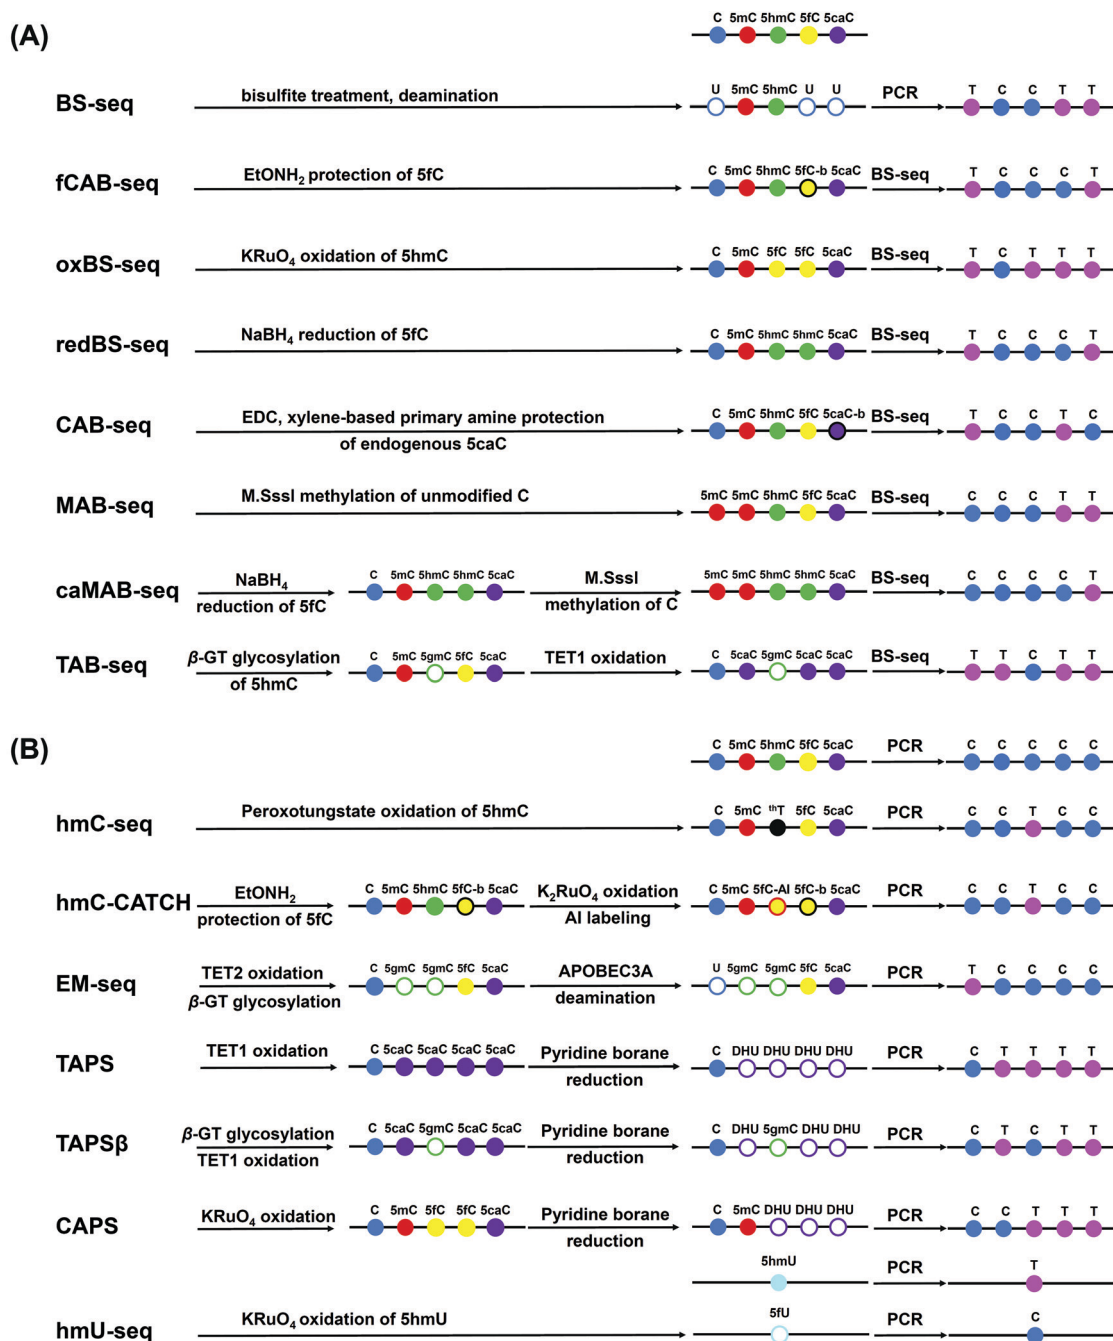 (A)
C 5mC 5hmC 5fC 5caC
BS-seq
bisulfite treatment, deamination
U 5mC 5hmC U U
PCR
T C C T T
fCAB-seq
EtONH₂ protection of 5fC
C 5mC 5hmC 5fC-b 5caC
BS-seq
T C C C T
oxBS-seq
KRuO₄ oxidation of 5hmC
C 5mC 5fC 5fC 5caC
BS-seq
T C T T T
redBS-seq
NaBH₄ reduction of 5fC
C 5mC 5hmC 5hmC 5caC
BS-seq
T C C C T
CAB-seq
EDC, xylene-based primary amine protection
of endogenous 5caC
C 5mC 5hmC 5fC 5caC-b
BS-seq
T C C T C
MAB-seq
M.SssI methylation of unmodified C
5mC 5mC 5hmC 5fC 5caC
BS-seq
C C C T T
caMAB-seq
NaBH₄
reduction of 5fC
C 5mC 5hmC 5hmC 5caC
M.SssI
methylation of C
5mC 5mC 5hmC 5hmC 5caC
BS-seq
C C C C T
TAB-seq
β-GT glycosylation
of 5hmC
C 5mC 5gmC 5fC 5caC
TET1 oxidation
C 5caC 5gmC 5caC 5caC
BS-seq
T T C T T
(B)
C 5mC 5hmC 5fC 5caC
PCR
C C C C C
hmC-seq
Peroxotungstate oxidation of 5hmC
C 5mC ᵗʰT 5fC 5caC
PCR
C C T C C
hmC-CATCH
EtONH₂
protection of 5fC
C 5mC 5hmC 5fC-b 5caC
K₂RuO₄ oxidation
AI labeling
C 5mC 5fC-AI 5fC-b 5caC
PCR
C C T C C
EM-seq
TET2 oxidation
β-GT glycosylation
C 5gmC 5gmC 5fC 5caC
APOBEC3A
deamination
U 5gmC 5gmC 5fC 5caC
PCR
T C C C C
TAPS
TET1 oxidation
C 5caC 5caC 5caC 5caC
Pyridine borane
reduction
C DHU DHU DHU DHU
PCR
C T T T T
TAPSβ
β-GT glycosylation
TET1 oxidation
C 5caC 5gmC 5caC 5caC
Pyridine borane
reduction
C DHU 5gmC DHU DHU
PCR
C T C T T
CAPS
KRuO₄ oxidation
C 5mC 5fC 5fC 5caC
Pyridine borane
reduction
C 5mC DHU DHU DHU
PCR
C C T T T
5hmU
PCR
T
hmU-seq
KRuO₄ oxidation of 5hmU
5fU
PCR
C